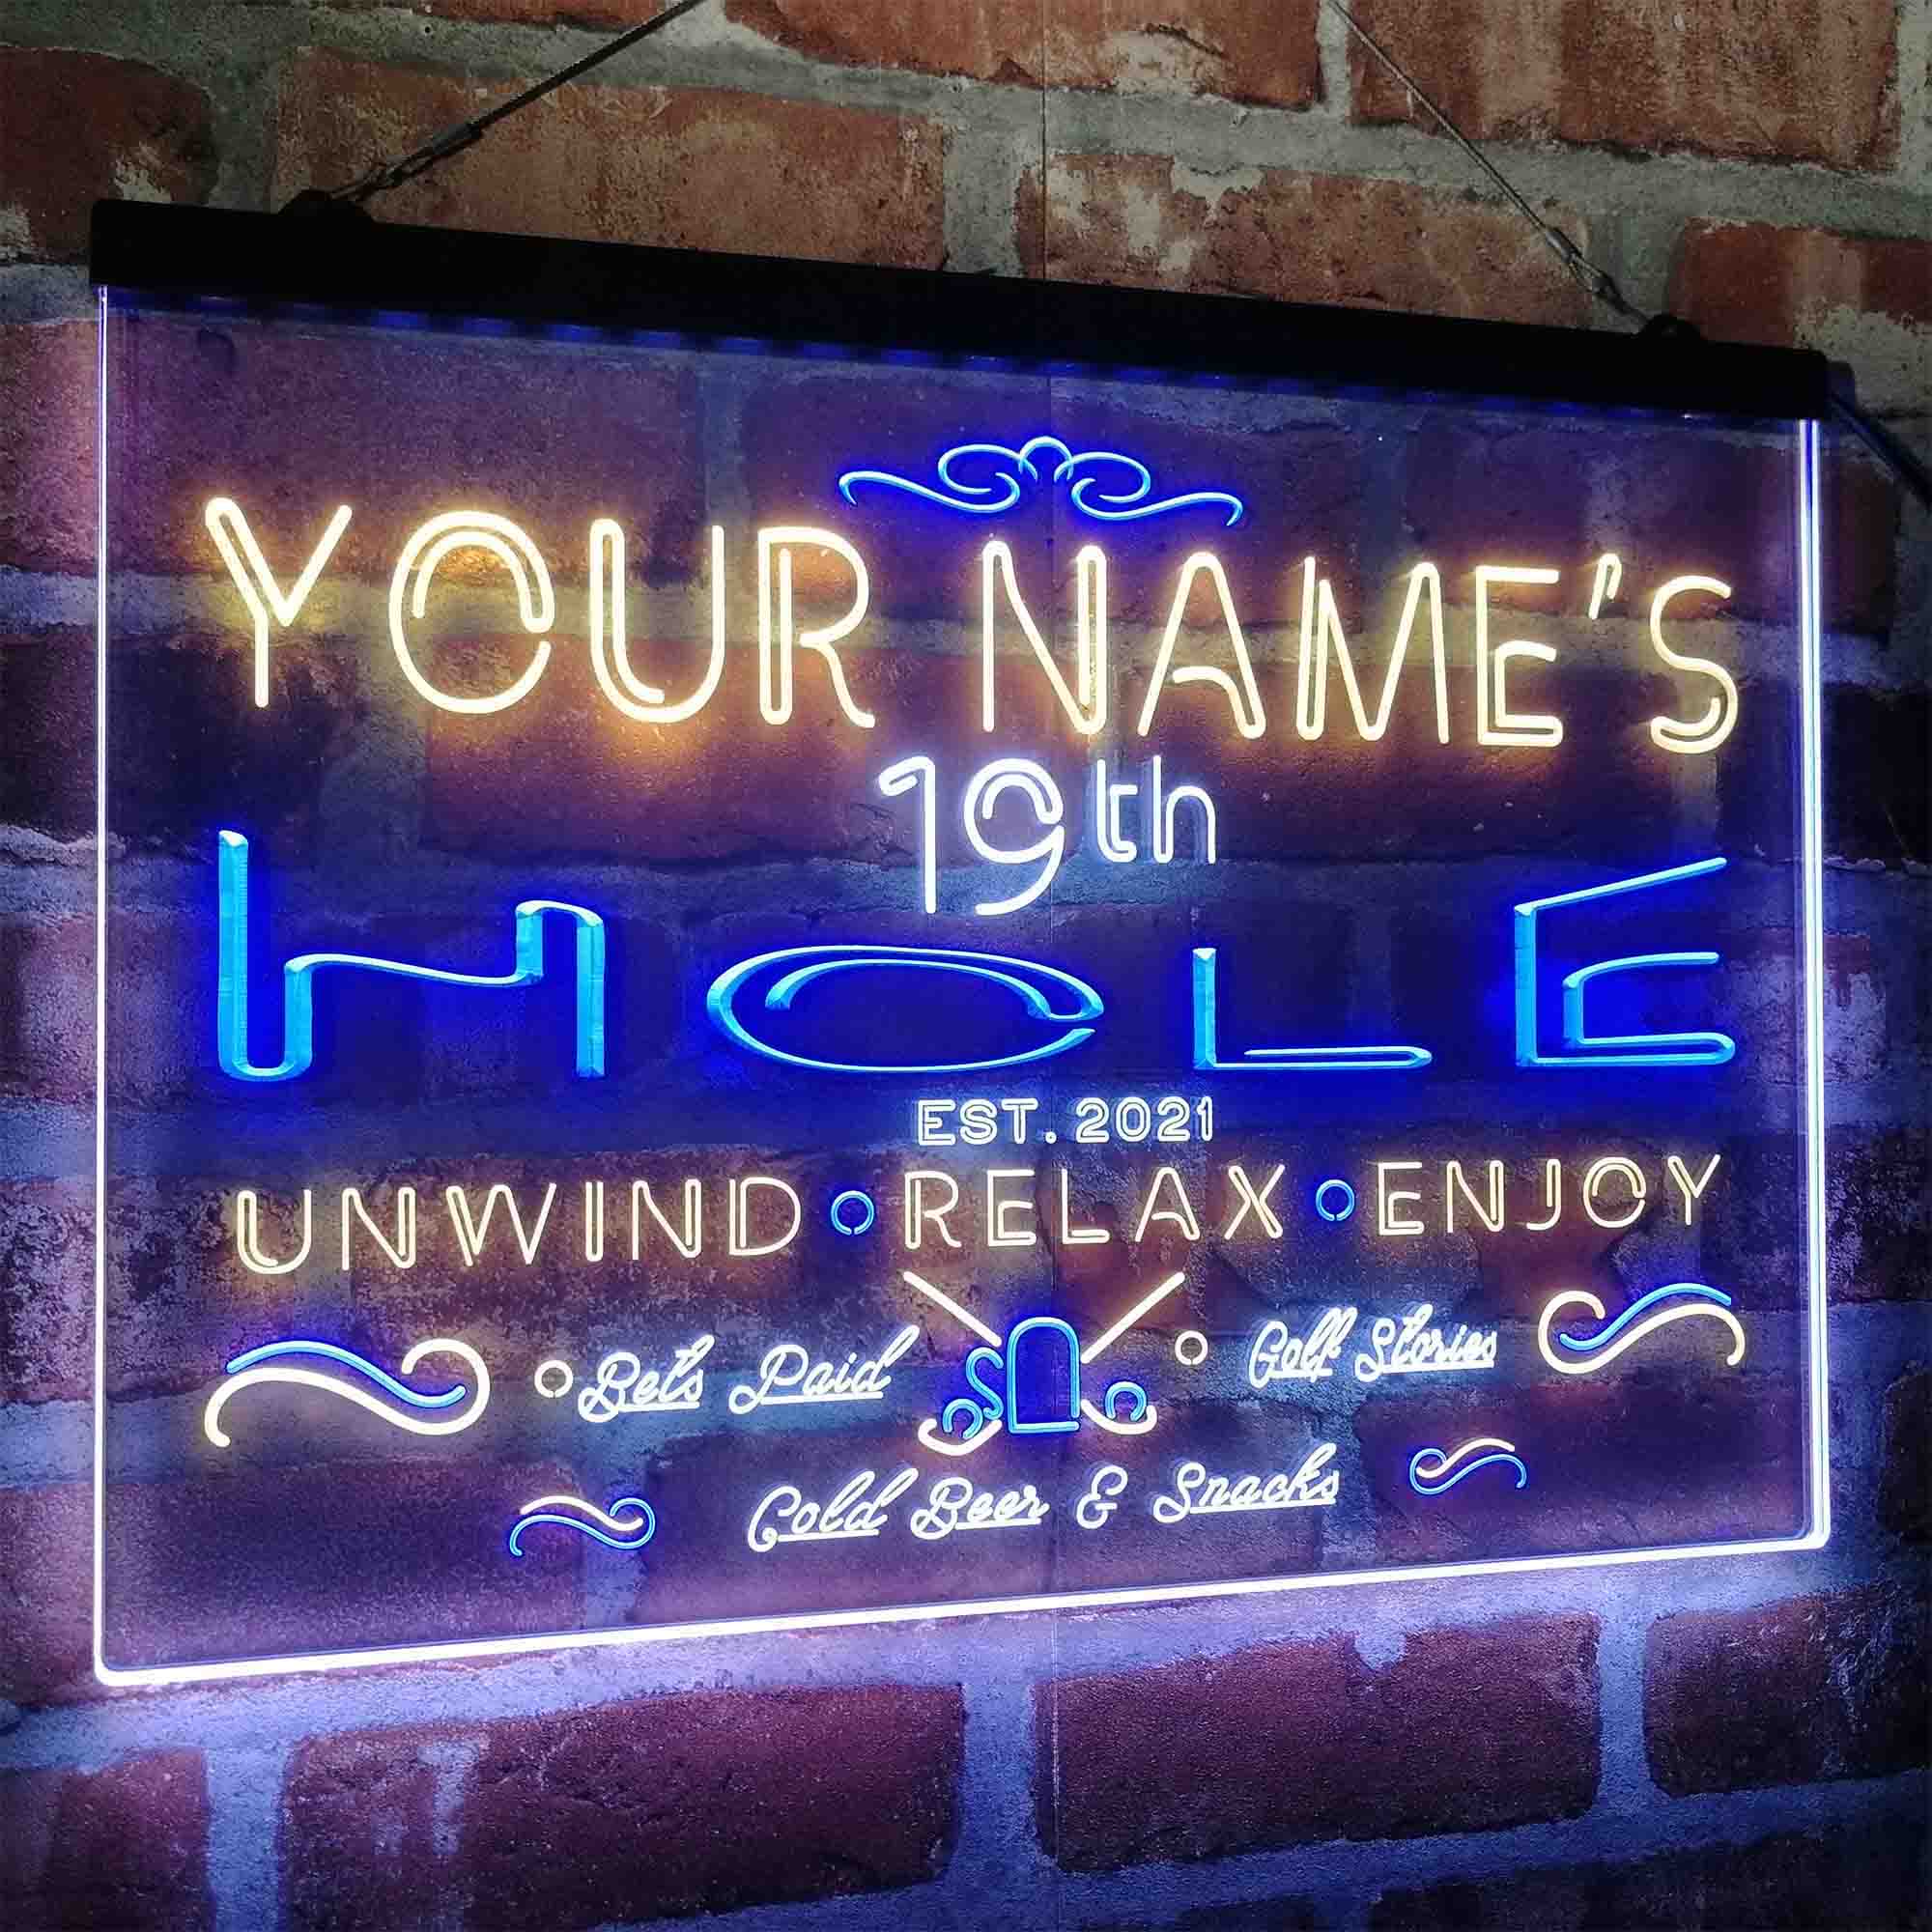 YOUR NAME'S
19th
HOLE
EST. 2021
UNWIND • RELAX • ENJOY
Bets Paid
Golf Stories
Cold Beer & Snacks